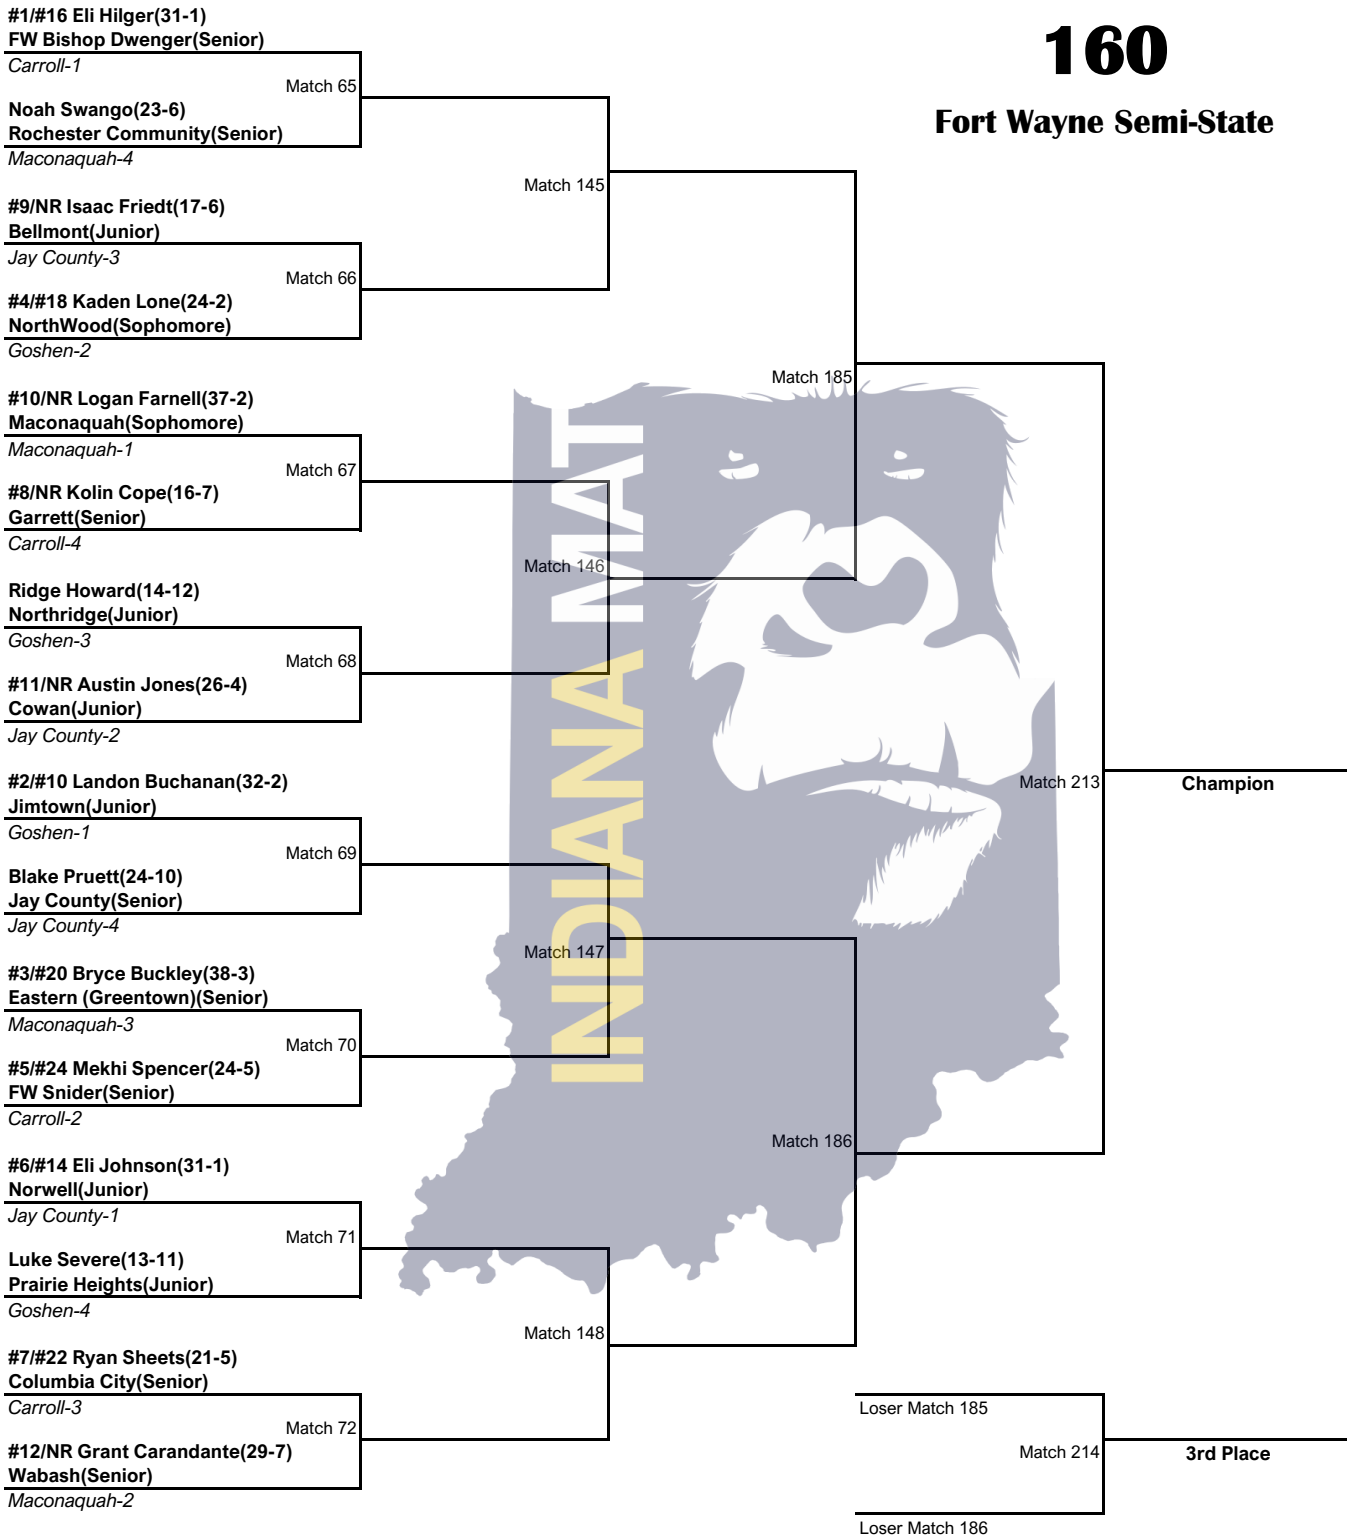 160
Fort Wayne Semi-State
#1/#16 Eli Hilger(31-1)
FW Bishop Dwenger(Senior)
Carroll-1
Match 65
Noah Swango(23-6)
Rochester Community(Senior)
Maconaquah-4
Match 145
#9/NR Isaac Friedt(17-6)
Bellmont(Junior)
Jay County-3
Match 66
#4/#18 Kaden Lone(24-2)
NorthWood(Sophomore)
Goshen-2
Match 185
#10/NR Logan Farnell(37-2)
Maconaquah(Sophomore)
Maconaquah-1
Match 67
#8/NR Kolin Cope(16-7)
Garrett(Senior)
Carroll-4
Match 146
Ridge Howard(14-12)
Northridge(Junior)
Goshen-3
Match 68
#11/NR Austin Jones(26-4)
Cowan(Junior)
Jay County-2
INDIANA MAT
Match 213
Champion
#2/#10 Landon Buchanan(32-2)
Jimtown(Junior)
Goshen-1
Match 69
Blake Pruett(24-10)
Jay County(Senior)
Jay County-4
Match 147
#3/#20 Bryce Buckley(38-3)
Eastern (Greentown)(Senior)
Maconaquah-3
Match 70
#5/#24 Mekhi Spencer(24-5)
FW Snider(Senior)
Carroll-2
Match 186
#6/#14 Eli Johnson(31-1)
Norwell(Junior)
Jay County-1
Match 71
Luke Severe(13-11)
Prairie Heights(Junior)
Goshen-4
Match 148
#7/#22 Ryan Sheets(21-5)
Columbia City(Senior)
Carroll-3
Match 72
#12/NR Grant Carandante(29-7)
Wabash(Senior)
Maconaquah-2
Loser Match 185
Match 214
3rd Place
Loser Match 186